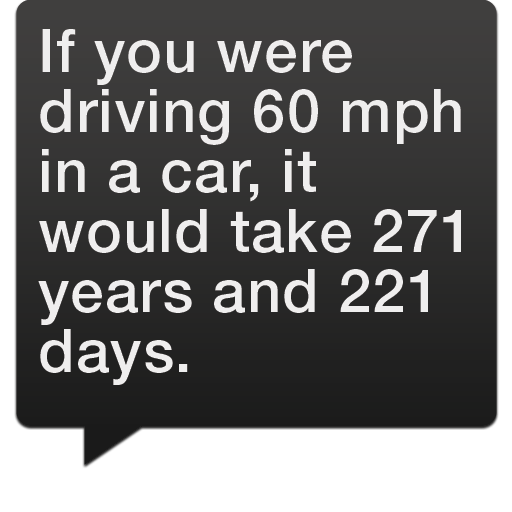 If you were
driving 60 mph
in a car, it
would take 271
years and 221
days.